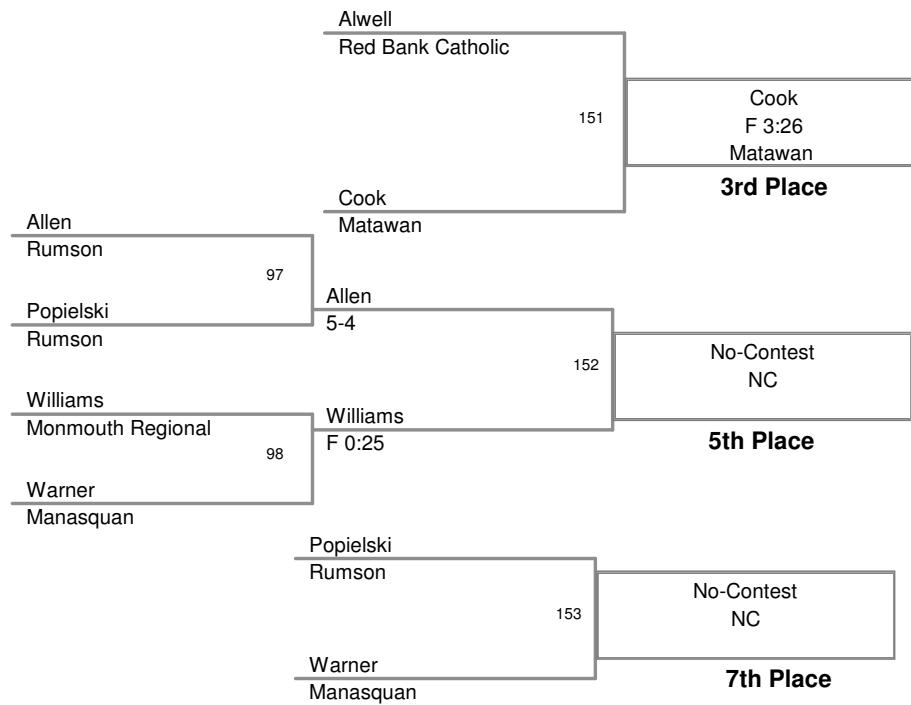 Alwell
Red Bank Catholic
151
Cook
F 3:26
Matawan
3rd Place
Cook
Matawan
Allen
Rumson
97
Popielski
Rumson
Allen
5-4
152
No-Contest
NC
5th Place
Williams
Monmouth Regional
98
Warner
Manasquan
Williams
F 0:25
Popielski
Rumson
153
No-Contest
NC
7th Place
Warner
Manasquan